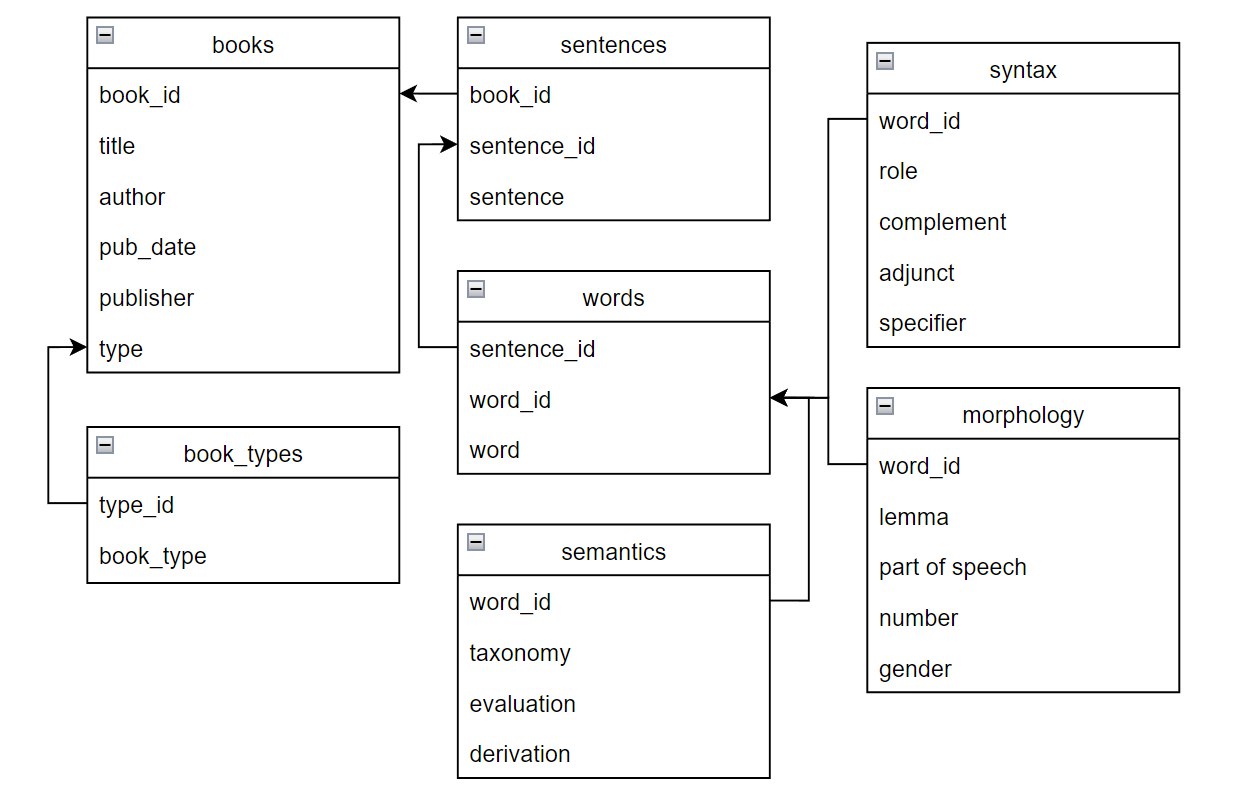 books
book_id
title
author
pub_date
publisher
type
book_types
type_id
book_type
sentences
book_id
sentence_id
sentence
words
sentence_id
word_id
word
semantics
word_id
taxonomy
evaluation
derivation
syntax
word_id
role
complement
adjunct
specifier
morphology
word_id
lemma
part of speech
number
gender